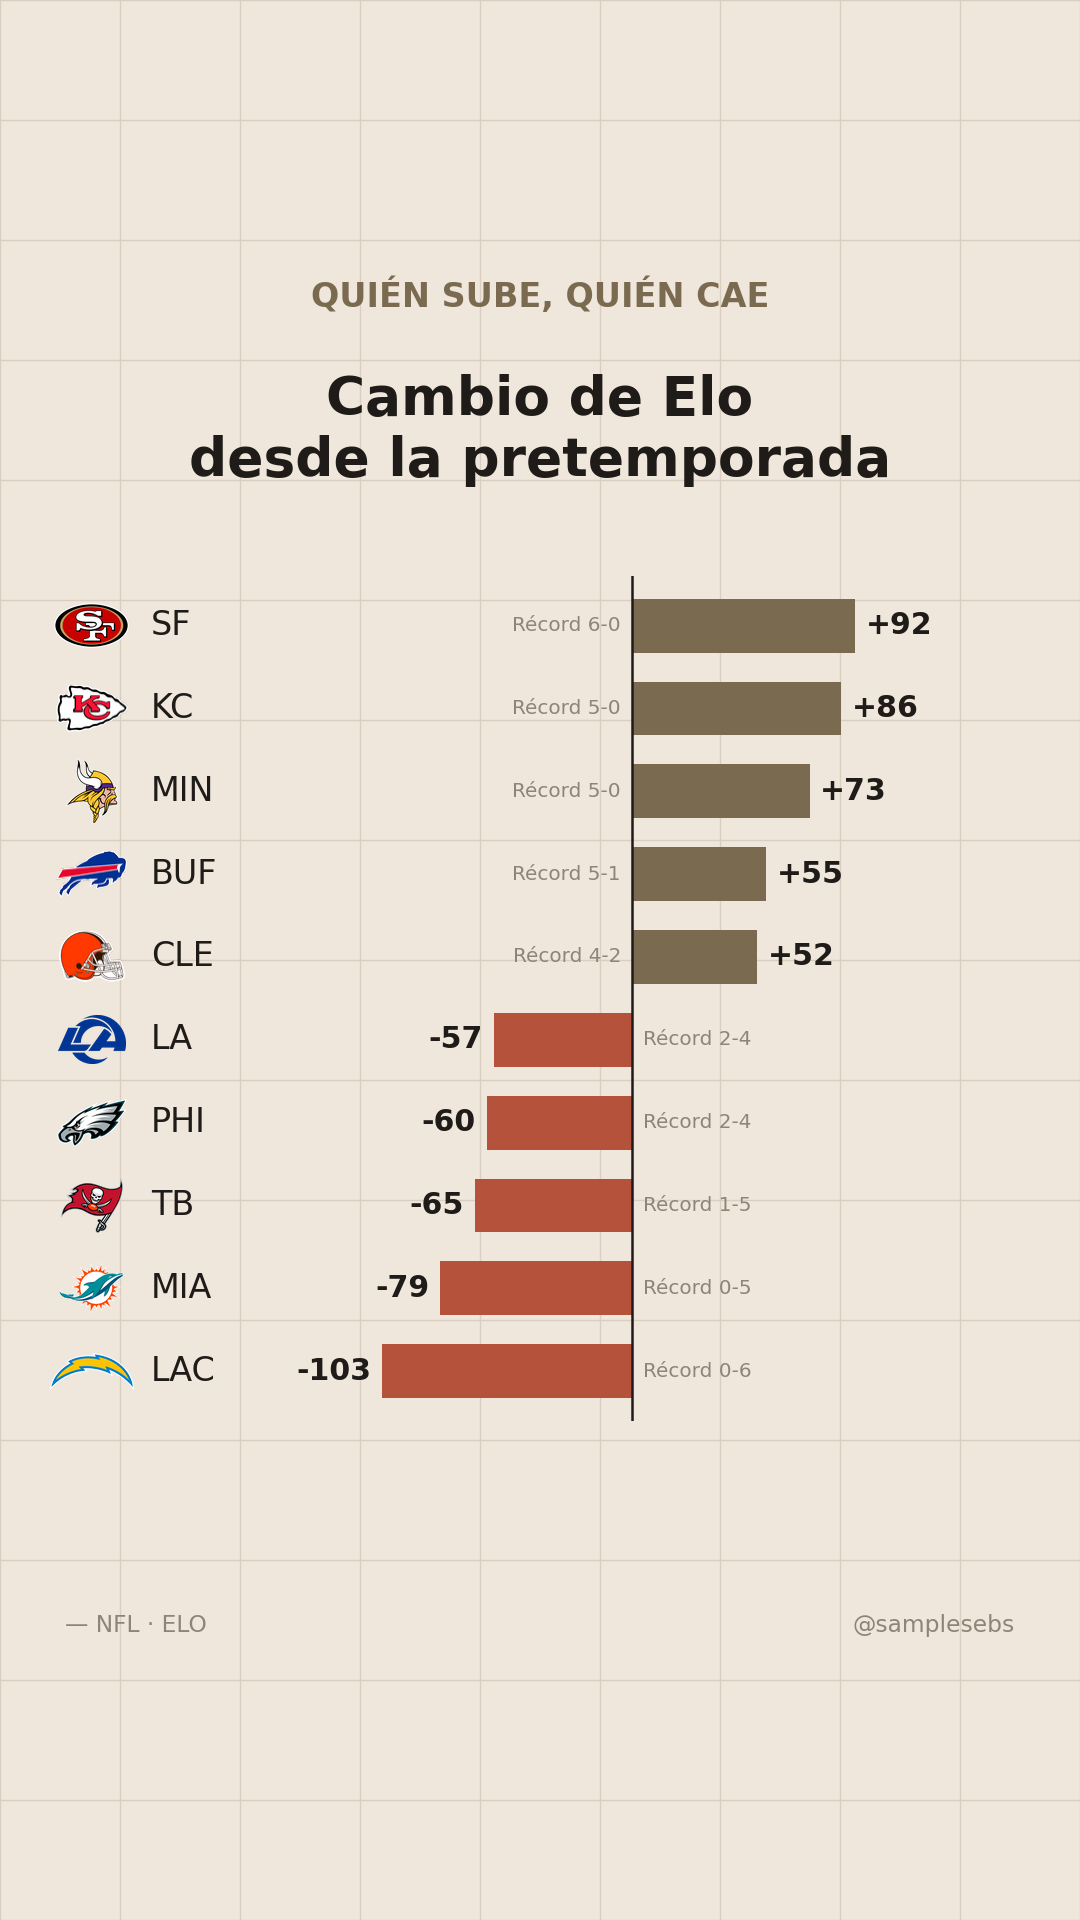 QUIÉN SUBE, QUIÉN CAE
Cambio de Elo
desde la pretemporada
SF Récord 6-0 +92
KC Récord 5-0 +86
MIN Récord 5-0 +73
BUF Récord 5-1 +55
CLE Récord 4-2 +52
LA -57 Récord 2-4
PHI -60 Récord 2-4
TB -65 Récord 1-5
MIA -79 Récord 0-5
LAC -103 Récord 0-6
— NFL · ELO @samplesebs